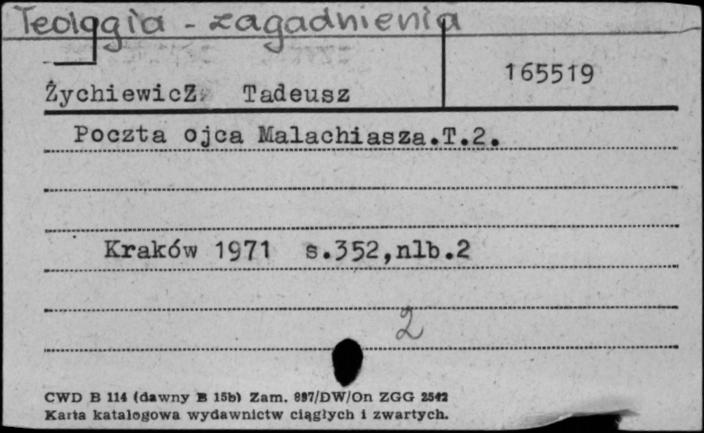 Teologia - zagadnienia
165519
ŻychiewicZ Tadeusz
Poczta ojca Malachiasza.T.2.
Kraków 1971 s.352,nlb.2
2
CWD B 114 (dawny B 15b) Zam. 897/DW/On ZGG 2542
Karta katalogowa wydawnictw ciągłych i zwartych.